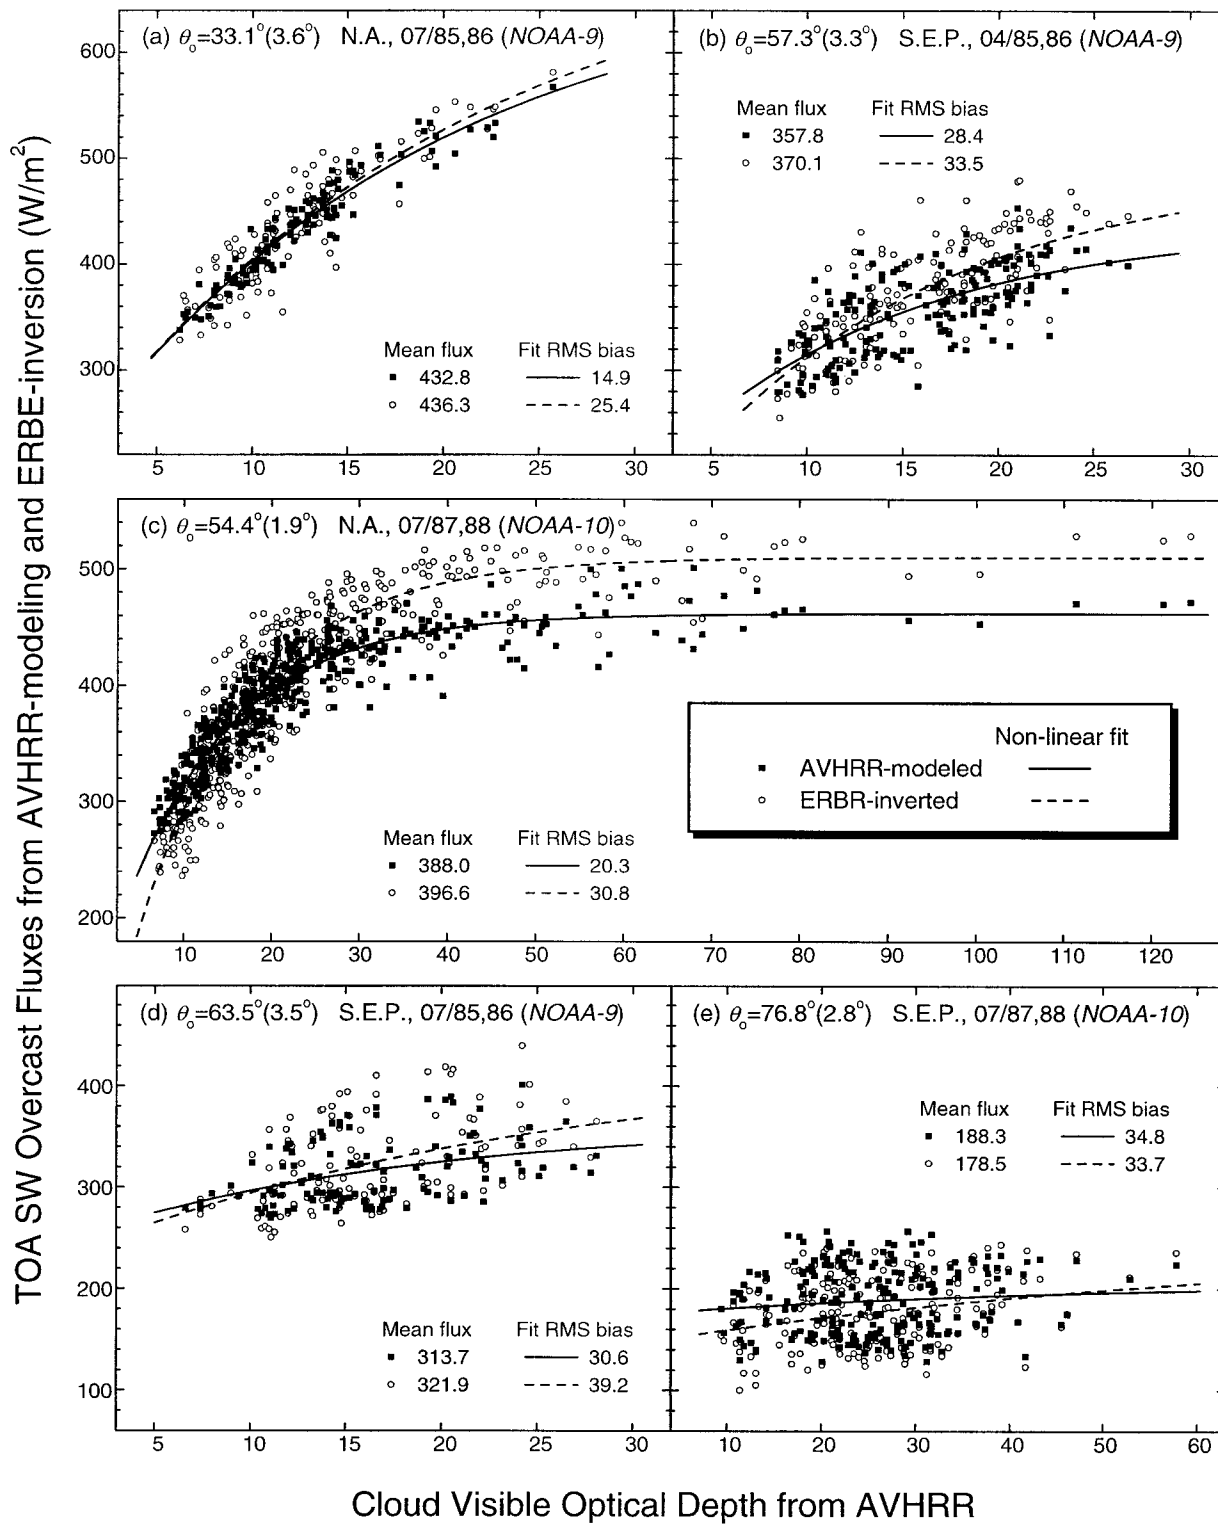 TOA SW Overcast Fluxes from AVHRR-modeling and ERBE-inversion (W/m²)
(a) θo=33.1°(3.6°) N.A., 07/85,86 (NOAA-9)
600
500
400
300
Mean flux Fit RMS bias
432.8 14.9
436.3 25.4
5 10 15 20 25 30
(b) θo=57.3°(3.3°) S.E.P., 04/85,86 (NOAA-9)
Mean flux Fit RMS bias
357.8 28.4
370.1 33.5
5 10 15 20 25 30
(c) θo=54.4°(1.9°) N.A., 07/87,88 (NOAA-10)
500
400
300
200
Non-linear fit
AVHRR-modeled
ERBR-inverted
Mean flux Fit RMS bias
388.0 20.3
396.6 30.8
10 20 30 40 50 60 70 80 90 100 110 120
(d) θo=63.5°(3.5°) S.E.P., 07/85,86 (NOAA-9)
400
300
200
100
Mean flux Fit RMS bias
313.7 30.6
321.9 39.2
5 10 15 20 25 30
(e) θo=76.8°(2.8°) S.E.P., 07/87,88 (NOAA-10)
Mean flux Fit RMS bias
188.3 34.8
178.5 33.7
10 20 30 40 50 60
Cloud Visible Optical Depth from AVHRR